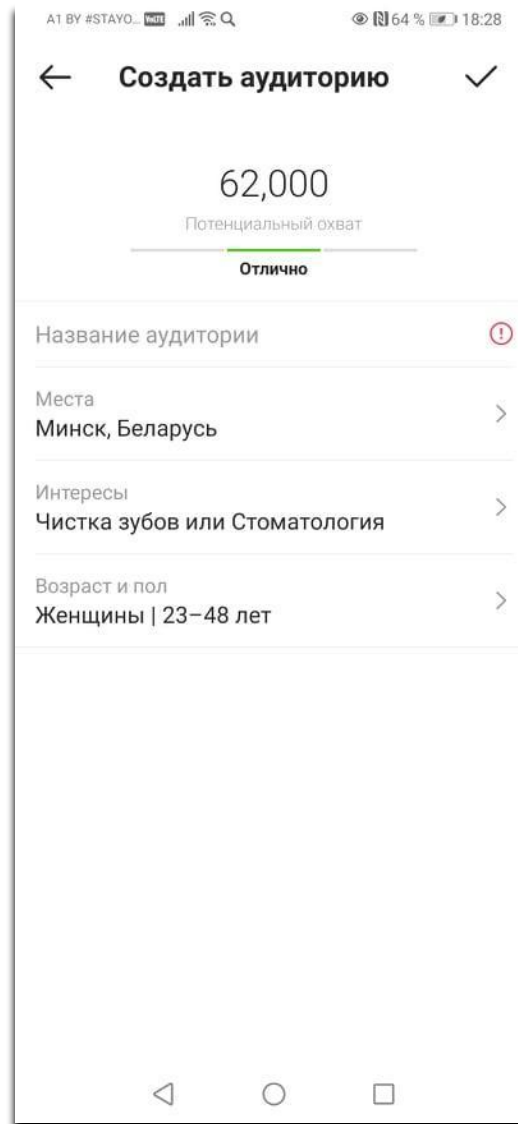 A1 BY #STAYO... VoLTE 64 % 18:28
Создать аудиторию
62,000
Потенциальный охват
Отлично
Название аудитории
Места
Минск, Беларусь
Интересы
Чистка зубов или Стоматология
Возраст и пол
Женщины | 23–48 лет